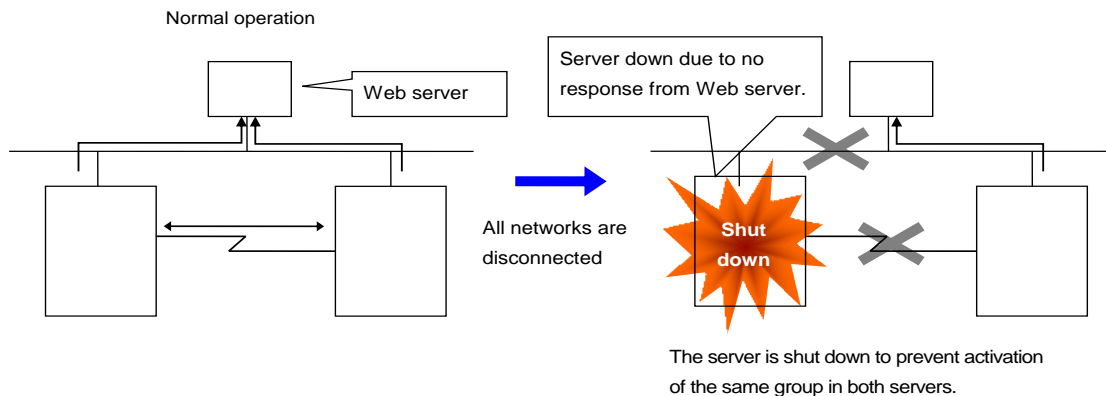 Normal operation
Web server
Server down due to no
response from Web server.
All networks are
disconnected
Shut
down
The server is shut down to prevent activation
of the same group in both servers.